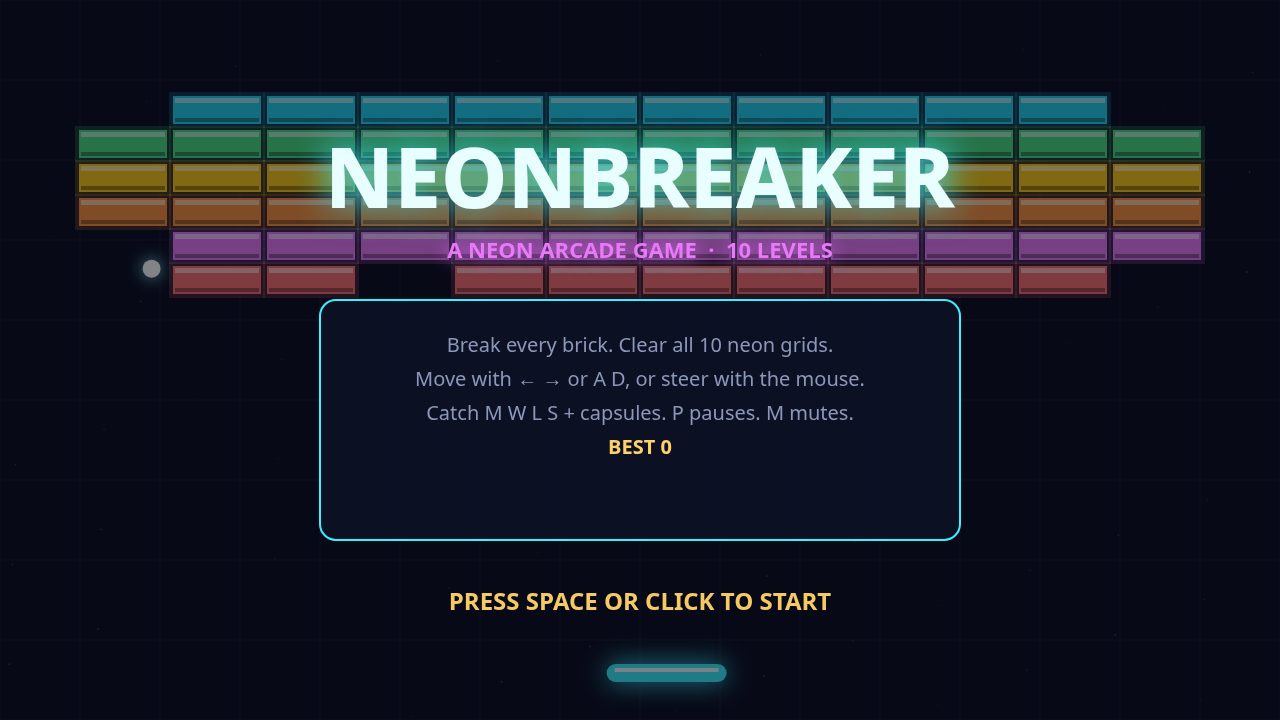 NEONBREAKER
A NEON ARCADE GAME · 10 LEVELS
Break every brick. Clear all 10 neon grids.
Move with ← → or A D, or steer with the mouse.
Catch M W L S + capsules. P pauses. M mutes.
BEST 0
PRESS SPACE OR CLICK TO START